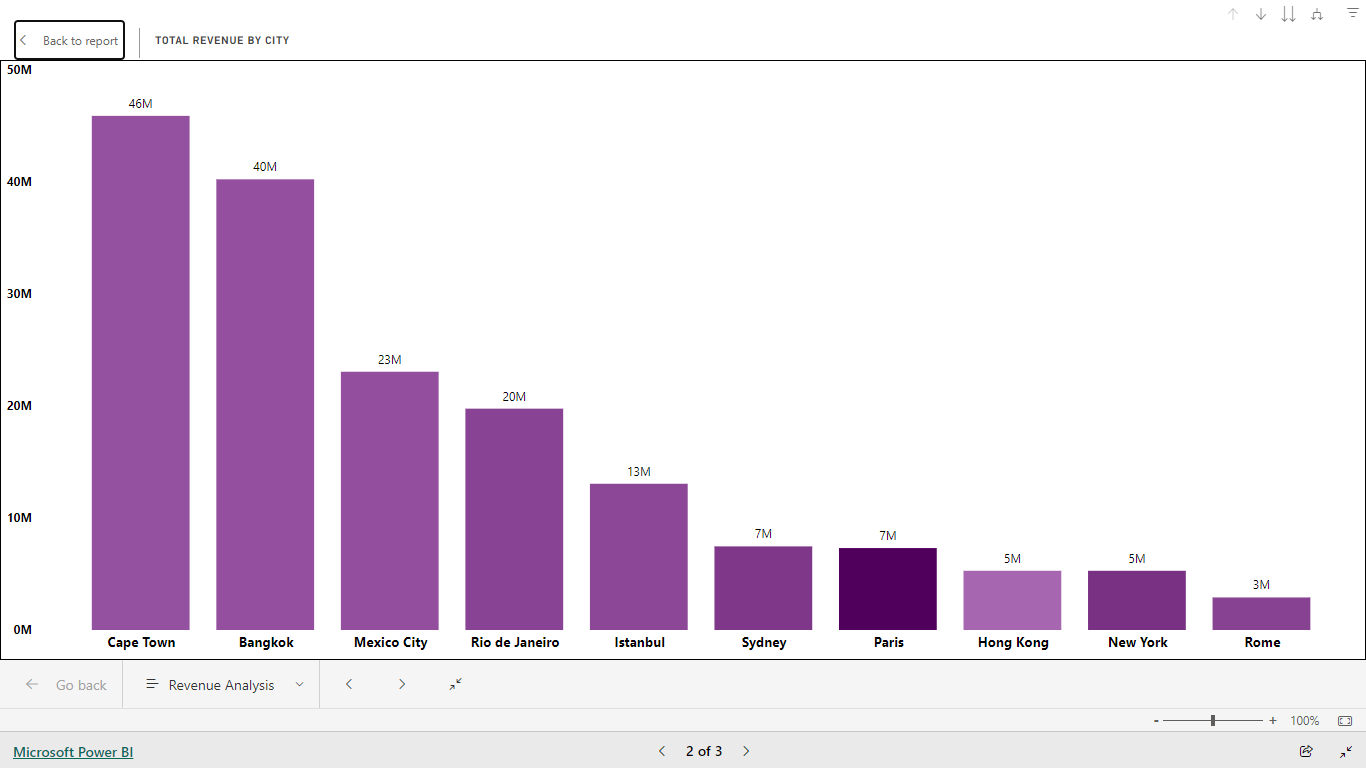 Back to report
TOTAL REVENUE BY CITY
50M
46M
40M
40M
30M
23M
20M
20M
13M
10M
7M
7M
5M
5M
3M
0M
Cape Town Bangkok Mexico City Rio de Janeiro Istanbul Sydney Paris Hong Kong New York Rome
Go back Revenue Analysis
- + 100%
Microsoft Power BI 2 of 3